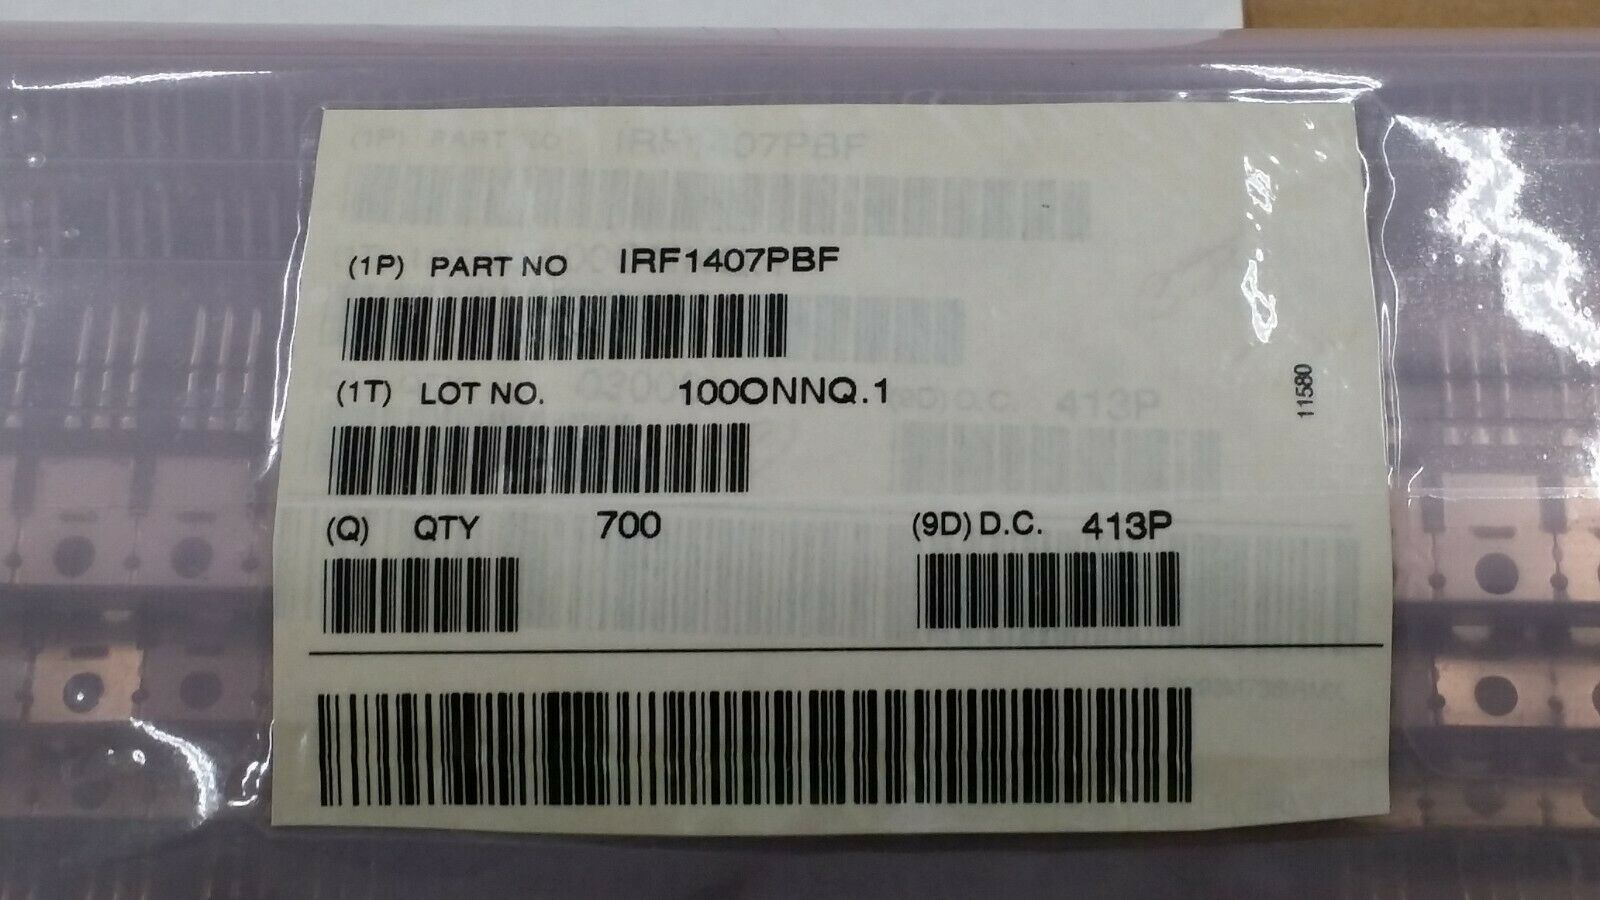 (1P) PART NO IRF1407PBF
(1T) LOT NO. 100ONNQ.1
(Q) QTY 700 (9D) D.C. 413P
11580